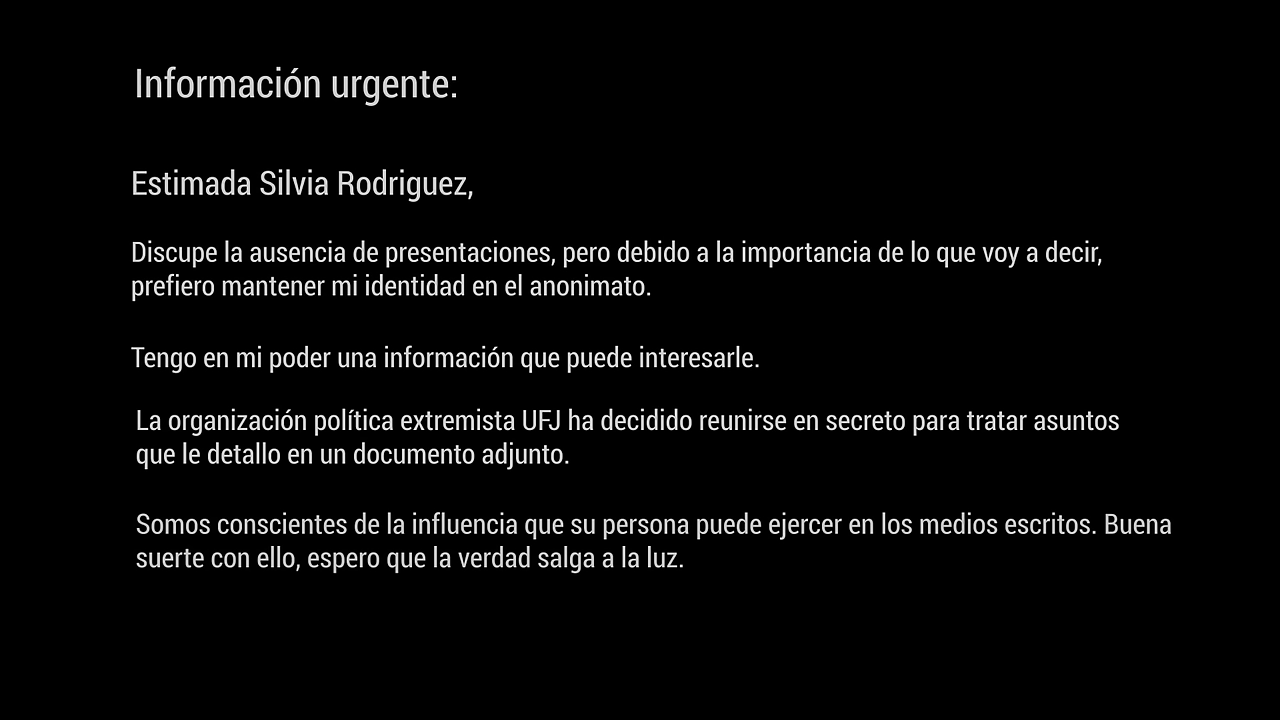 Información urgente:
Estimada Silvia Rodriguez,
Discupe la ausencia de presentaciones, pero debido a la importancia de lo que voy a decir,
prefiero mantener mi identidad en el anonimato.
Tengo en mi poder una información que puede interesarle.
La organización política extremista UFJ ha decidido reunirse en secreto para tratar asuntos
que le detallo en un documento adjunto.
Somos conscientes de la influencia que su persona puede ejercer en los medios escritos. Buena
suerte con ello, espero que la verdad salga a la luz.